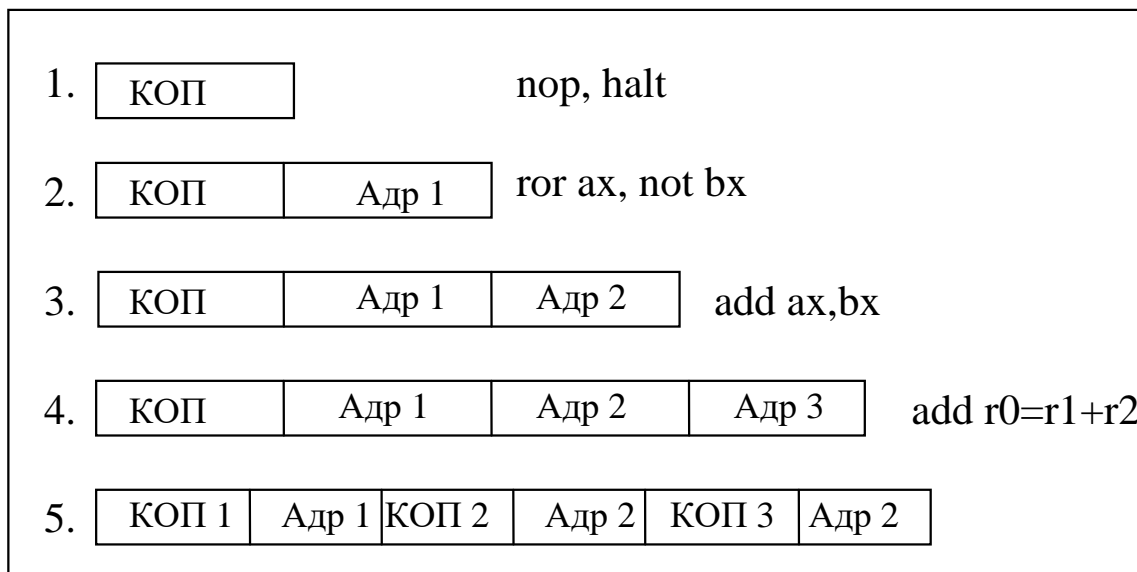 1. КОП nop, halt
2. КОП Адр 1 ror ax, not bx
3. КОП Адр 1 Адр 2 add ax,bx
4. КОП Адр 1 Адр 2 Адр 3 add r0=r1+r2
5. КОП 1 Адр 1 КОП 2 Адр 2 КОП 3 Адр 2